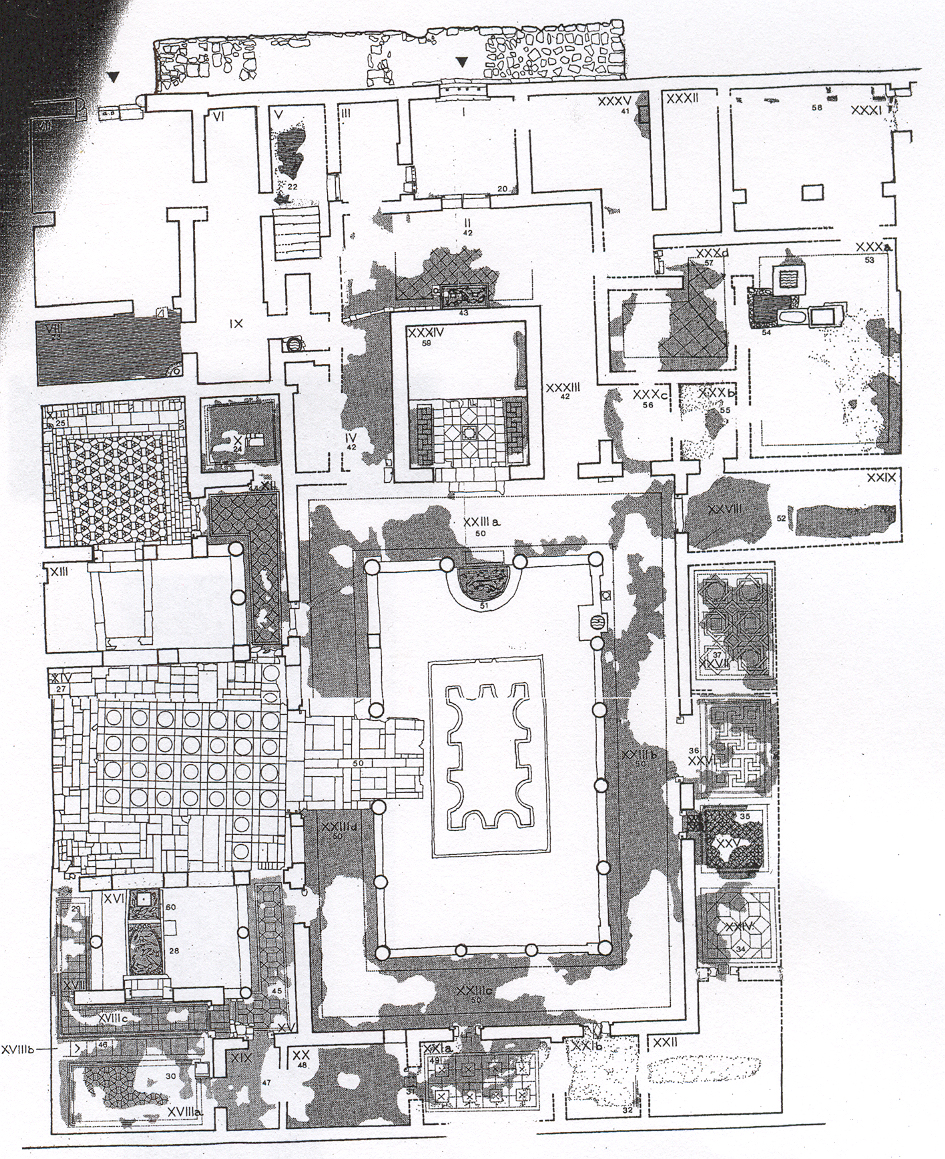 VII
VI
V
III
I
XXXV
41
XXXII
58
XXXI
22
20
II
42
XXXd
57
XXXa
53
VIII
IX
43
54
XXXIV
59
XXXIII
42
XXXc
56
XXXb
55
25
X
24
IV
42
XII
XXIX
XXIIIa
50
XXVIII
52
XIII
51
37
XXVII
XIV
27
50
XXIIIb
50
36
XXVI
XXIIId
50
35
XXV
XVI
60
29
28
XXIV
34
XVII
45
XXIIIc
50
XVIIIc
XV
XVIIIb
46
XIX
XX
48
XXIa
49
XXIb
XXII
30
47
31
XVIIIa
32